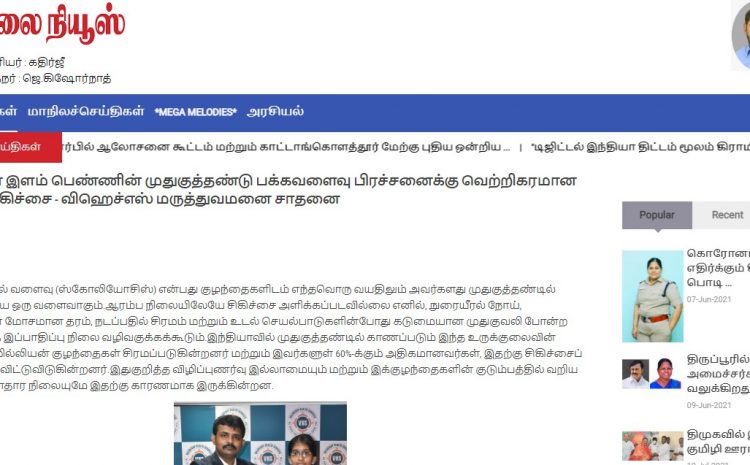 லை நியூஸ்
யர் : கதிர்ஜீ
றர் : ஜெ.கிஷோர்நாத்
கள் மாநிலச்செய்திகள் *MEGA MELODIES* அரசியல்
ய்திகள் ர்பில் ஆலோசனை கூட்டம் மற்றும் காட்டாங்கொளத்தூர் மேற்கு புதிய ஒன்றிய ... | "டிஜிட்டல் இந்தியா திட்டம் மூலம் கிராமி
இளம் பெண்ணின் முதுகுத்தண்டு பக்கவளைவு பிரச்சனைக்கு வெற்றிகரமான
கிச்சை - விஹெச்எஸ் மருத்துவமனை சாதனை
Popular Recent
கொரோனா
எதிர்க்கும்
பொடி ...
07-Jun-2021
ல் வளைவு (ஸ்கோலியோசிஸ்) என்பது குழந்தைகளிடம் எந்தவொரு வயதிலும் அவர்களது முதுகுத்தண்டில்
ய ஒரு வளைவாகும்.ஆரம்ப நிலையிலேயே சிகிச்சை அளிக்கப்படவில்லை எனில், நுரையீரல் நோய்,
மோசமான தரம், நடப்பதில் சிரமம் மற்றும் உடல் செயல்பாடுகளின்போது கடுமையான முதுகுவலி போன்ற
இப்பாதிப்பு நிலை வழிவகுக்கக்கூடும்.இந்தியாவில் முதுகுத்தண்டில் காணப்படும் இந்த உருக்குலைவின்
ில்லியன் குழந்தைகள் சிரமப்படுகின்றனர் மற்றும் இவர்களுள் 60%-க்கும் அதிகமானவர்கள், இதற்கு சிகிச்சைப்
விட்டுவிடுகின்றனர்.இதுகுறித்த விழிப்புணர்வு இல்லாமையும் மற்றும் இக்குழந்தைகளின் குடும்பத்தில் வறிய
ாதார நிலையுமே இதற்கு காரணமாக இருக்கின்றன.
திருப்பூரில்
அமைச்சர்க
வலுக்கிறது
09-Jun-2021
திமுகவில்
குமிழி ஊரா
VHS